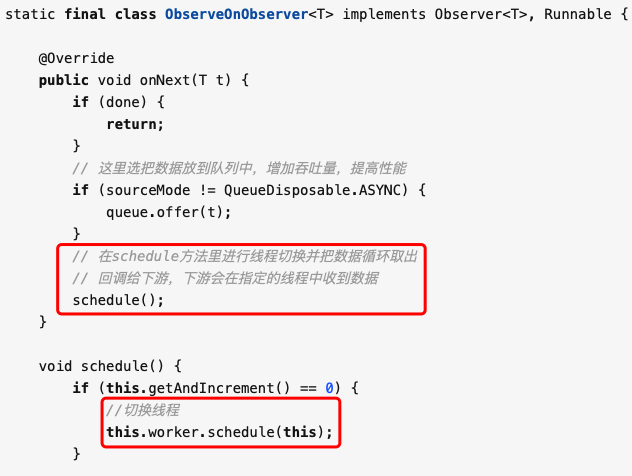 static final class ObserveOnObserver<T> implements Observer<T>, Runnable {
@Override
public void onNext(T t) {
if (done) {
return;
}
// 这里选把数据放到队列中，增加吞吐量，提高性能
if (sourceMode != QueueDisposable.ASYNC) {
queue.offer(t);
}
// 在schedule方法里进行线程切换并把数据循环取出
// 回调给下游，下游会在指定的线程中收到数据
schedule();
}
void schedule() {
if (this.getAndIncrement() == 0) {
//切换线程
this.worker.schedule(this);
}